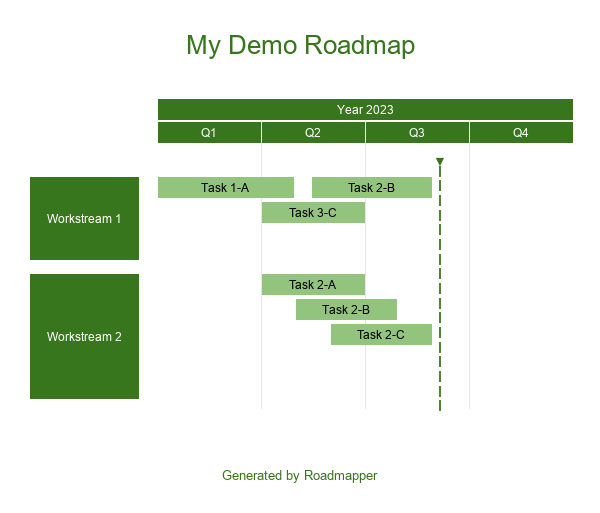 My Demo Roadmap
Year 2023
Q1 Q2 Q3 Q4
Workstream 1
Task 1-A Task 2-B
Task 3-C
Workstream 2
Task 2-A
Task 2-B
Task 2-C
Generated by Roadmapper